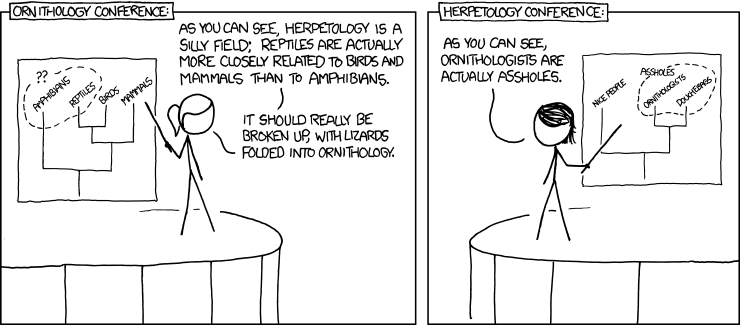 ORNITHOLOGY CONFERENCE:
AS YOU CAN SEE, HERPETOLOGY IS A
SILLY FIELD; REPTILES ARE ACTUALLY
MORE CLOSELY RELATED TO BIRDS AND
MAMMALS THAN TO AMPHIBIANS.
IT SHOULD REALLY BE
BROKEN UP, WITH LIZARDS
FOLDED INTO ORNITHOLOGY.
??
AMPHIBIANS
REPTILES
BIRDS
MAMMALS
HERPETOLOGY CONFERENCE:
AS YOU CAN SEE,
ORNITHOLOGISTS ARE
ACTUALLY ASSHOLES.
NICE PEOPLE
ASSHOLES
ORNITHOLOGISTS
DOUCHEBAGS